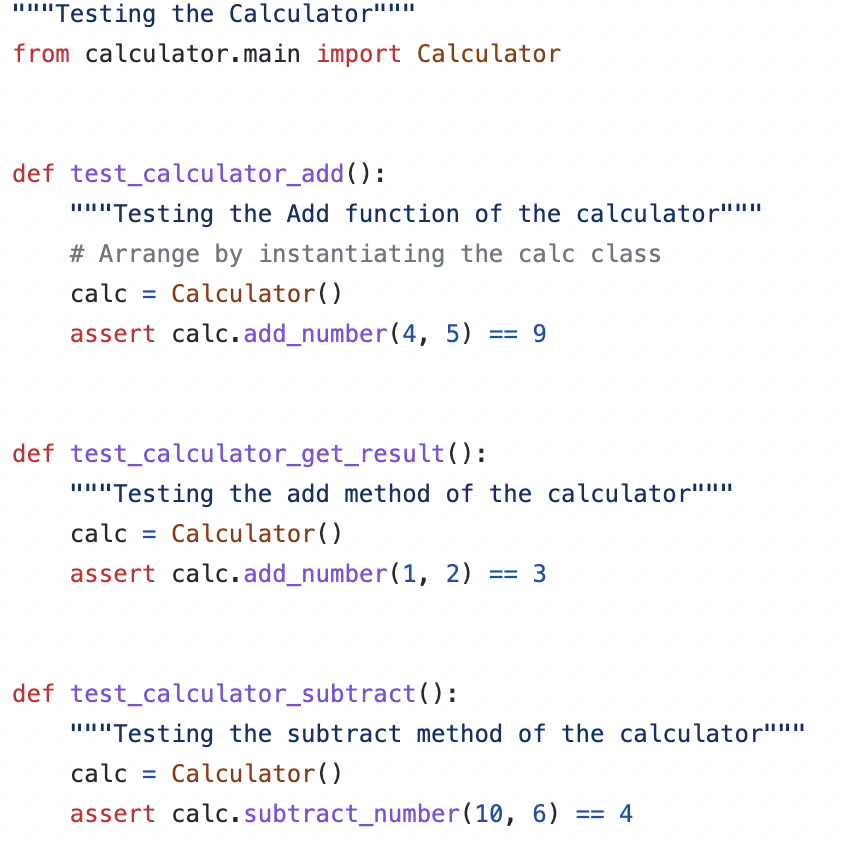 """Testing the Calculator"""
from calculator.main import Calculator
def test_calculator_add():
    """Testing the Add function of the calculator"""
    # Arrange by instantiating the calc class
    calc = Calculator()
    assert calc.add_number(4, 5) == 9
def test_calculator_get_result():
    """Testing the add method of the calculator"""
    calc = Calculator()
    assert calc.add_number(1, 2) == 3
def test_calculator_subtract():
    """Testing the subtract method of the calculator"""
    calc = Calculator()
    assert calc.subtract_number(10, 6) == 4